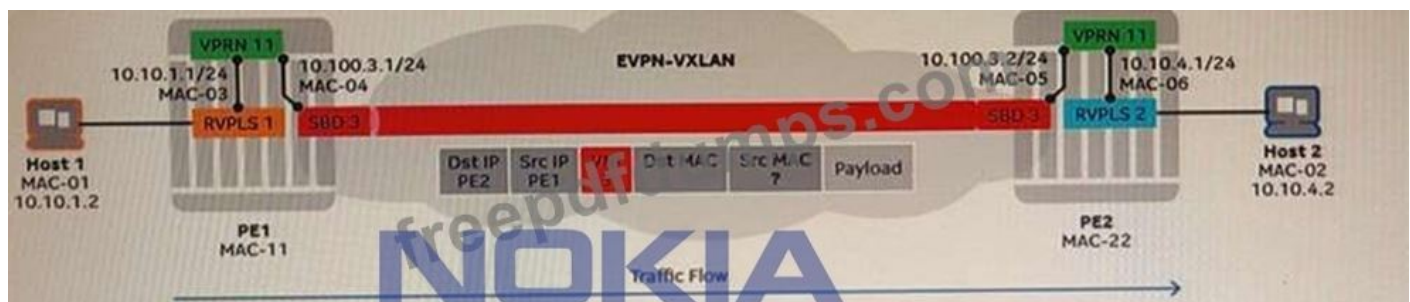 VPRN 11
10.10.1.1/24
MAC-03
10.100.3.1/24
MAC-04
EVPN-VXLAN
10.100.3.2/24
MAC-05
VPRN 11
10.10.4.1/24
MAC-06
RVPLS 1
SBD 3
SBD 3
RVPLS 2
Host 1
MAC-01
10.10.1.2
Dst IP
PE2
Src IP
PE1
Dst MAC
Src MAC
?
Payload
Host 2
MAC-02
10.10.4.2
PE1
MAC-11
PE2
MAC-22
freepdfdumps.com
NOKIA
Traffic Flow